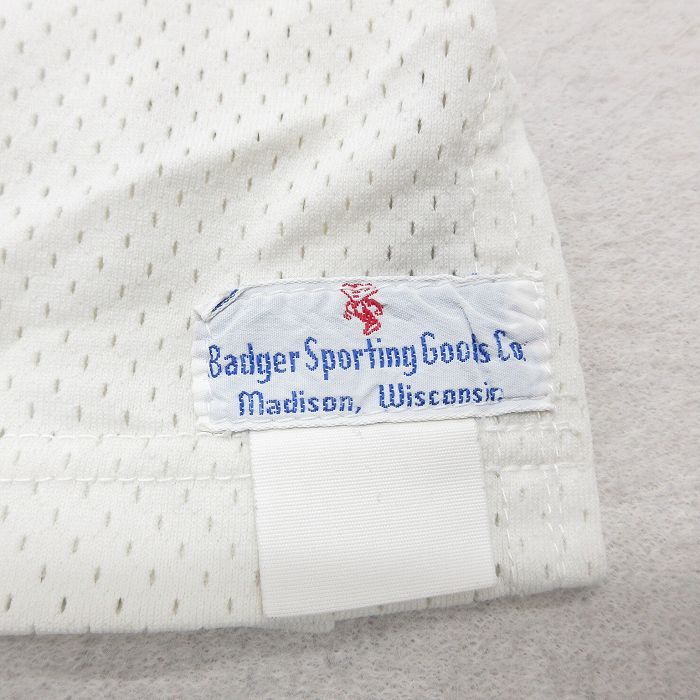 Badger Sporting Goods Co.
Madison, Wisconsin